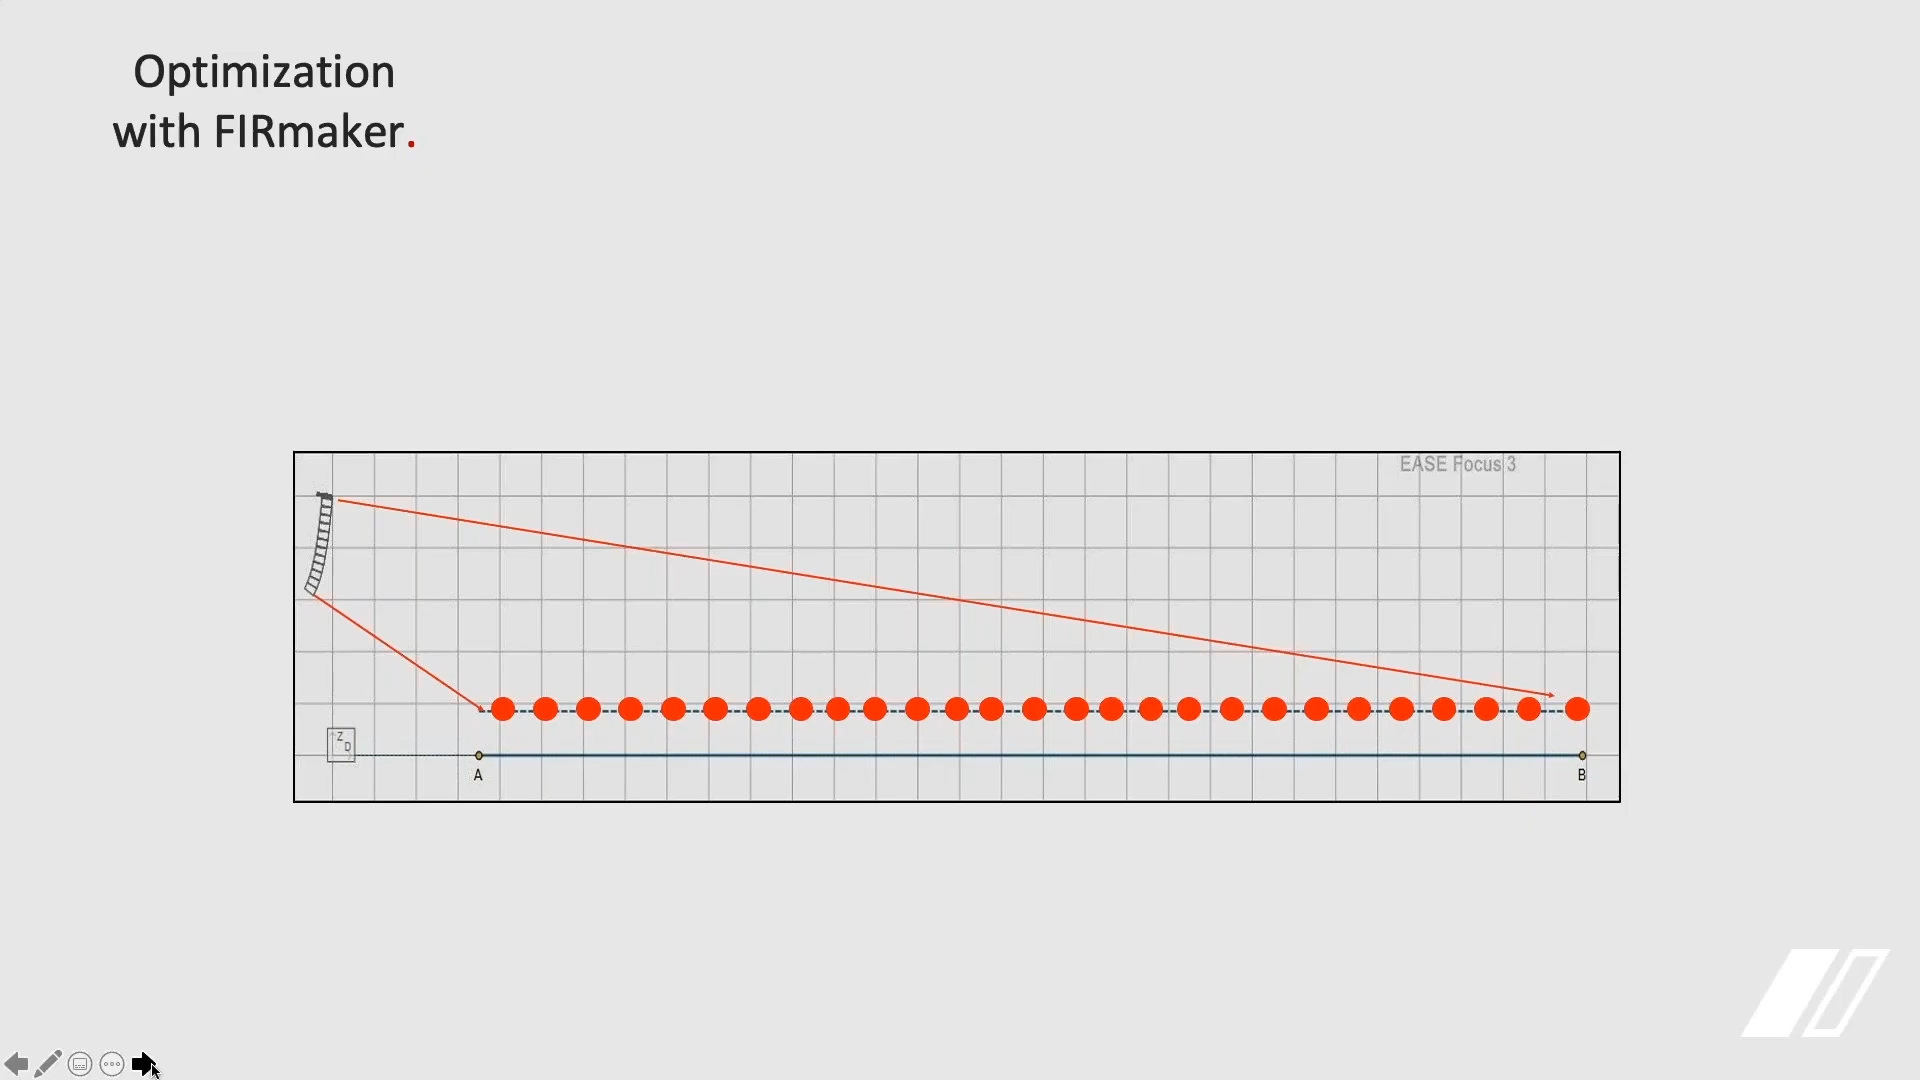 Optimization
with FIRmaker.
EASE Focus 3
Z
D
A
B